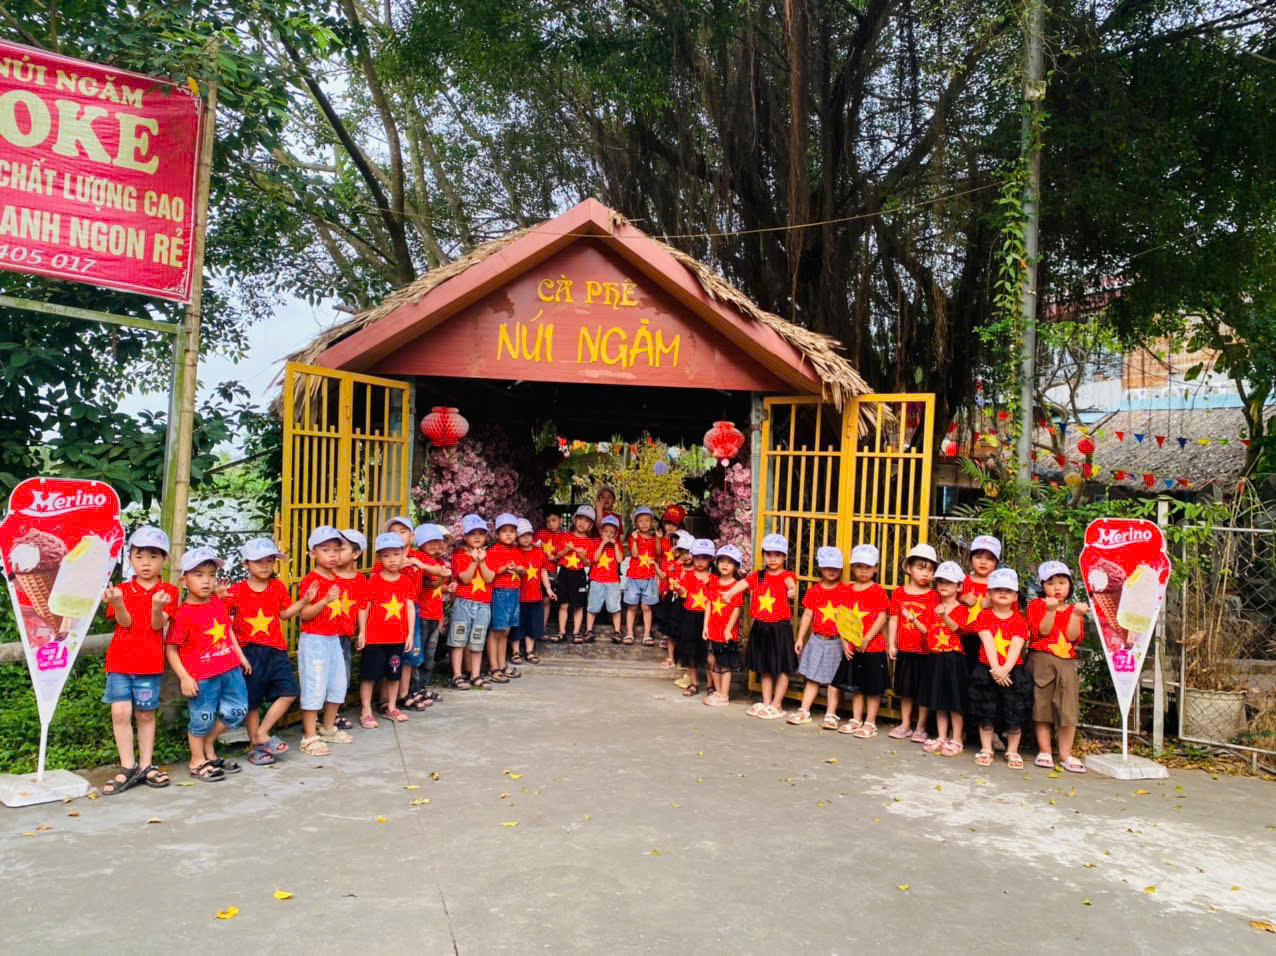 NÚI NGĂM
OKE
CHẤT LƯỢNG CAO
ANH NGON RẺ
405 017
CÀ PHÊ
NÚI NGĂM
Merino
Merino